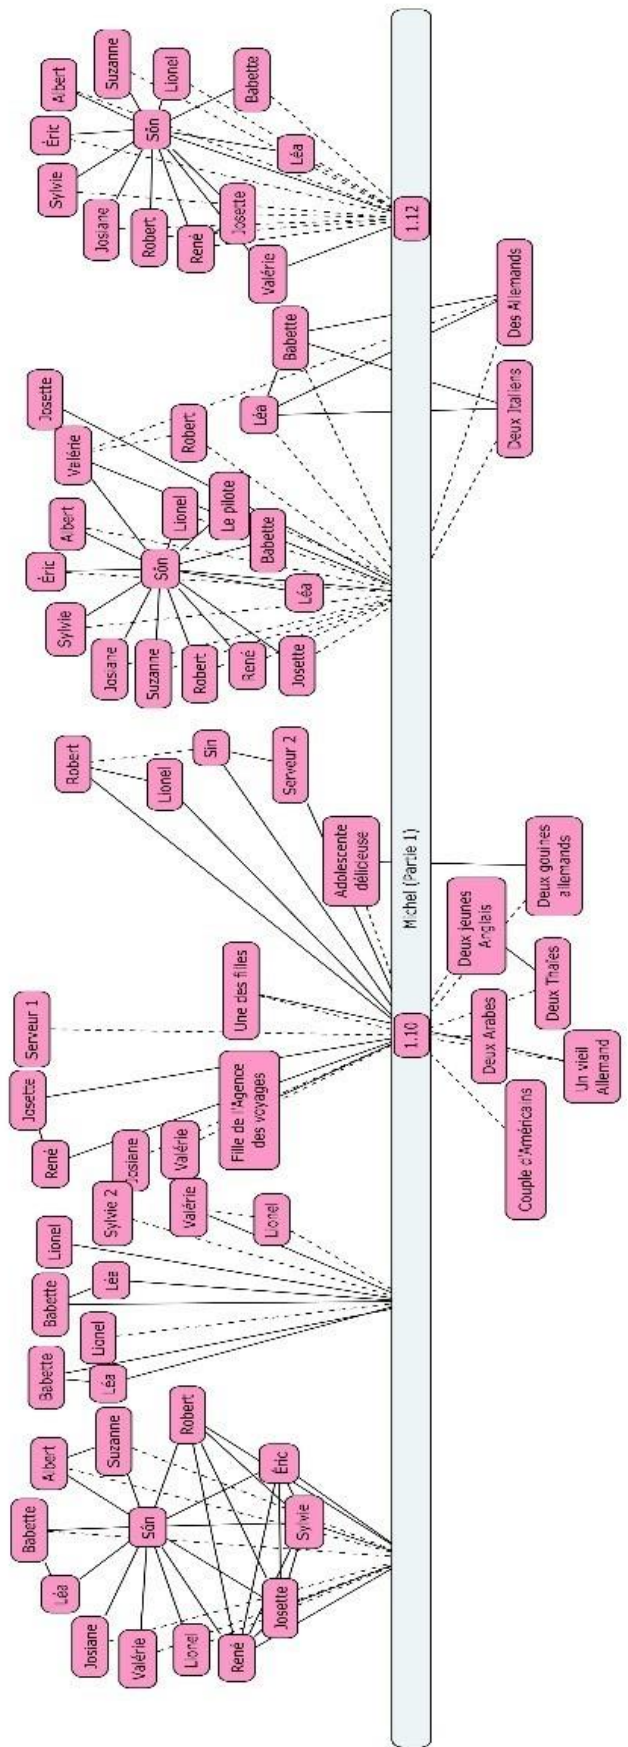 Babette
Albert
Léa
Suzanne
Josiane
Sôn
Valérie
Robert
Lionel
René
Éric
Josette
Sylvie
Babette
Léa
Lionel
Babette
Léa
Lionel
Sylvie 2
Valérie
Lionel
René
Josette
Serveur 1
Josiane
Valérie
Fille de l'Agence
des voyages
Une des filles
Robert
Lionel
Sin
Serveur 2
Adolescente
délicieuse
Éric
Albert
Valérie
Josette
Sylvie
Josiane
Suzanne
Sôn
Lionel
Robert
Robert
René
Le pilote
Josette
Léa
Babette
Léa
Babette
Sylvie
Éric
Albert
Suzanne
Josiane
Robert
Sôn
Lionel
René
Josette
Valérie
Léa
Babette
1.10
Michel (Partie 1)
1.12
Couple d'Américains
Deux Arabes
Deux jeunes
Anglais
Un vieil
Allemand
Deux Thaïes
Deux gouines
allemands
Deux Italiens
Des Allemands